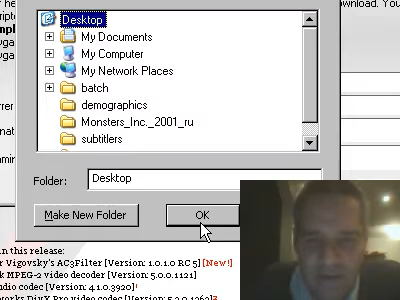 Desktop
My Documents
My Computer
My Network Places
batch
demographics
Monsters_Inc._2001_ru
subtitlers
Folder:
Desktop
Make New Folder
OK
in this release:
r Vigovsky's AC3Filter [Version: 1.0.1.0 RC 5] [New!]
k MPEG-2 video decoder [Version: 5.0.0.1121]
dio codec [Version: 4.1.0.3920]